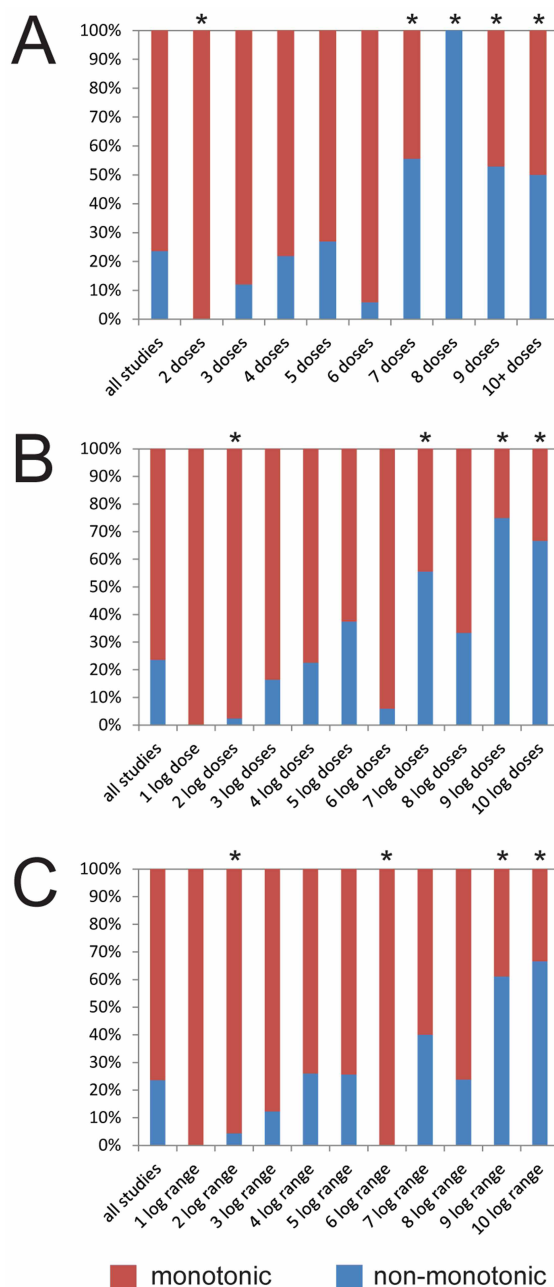 A
* * * * * *
100%
90%
80%
70%
60%
50%
40%
30%
20%
10%
0%
all studies
2 doses
3 doses
4 doses
5 doses
6 doses
7 doses
8 doses
9 doses
10+ doses
B
* * * *
100%
90%
80%
70%
60%
50%
40%
30%
20%
10%
0%
all studies
1 log dose
2 log doses
3 log doses
4 log doses
5 log doses
6 log doses
7 log doses
8 log doses
9 log doses
10 log doses
C
* * * *
100%
90%
80%
70%
60%
50%
40%
30%
20%
10%
0%
all studies
1 log range
2 log range
3 log range
4 log range
5 log range
6 log range
7 log range
8 log range
9 log range
10 log range
monotonic non-monotonic